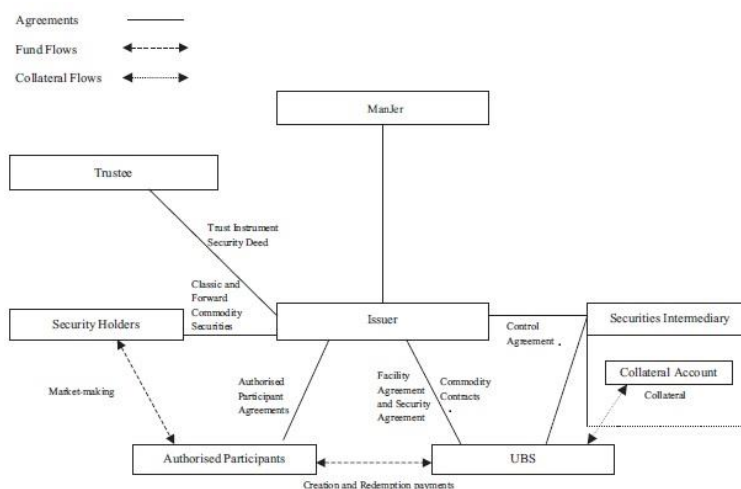 Agreements
Fund Flows
Collateral Flows
ManJer
Trustee
Trust Instrument
Security Deed
Classic and
Forward
Commodity
Securities
Security Holders
Issuer
Securities Intermediary
Control
Agreement .
Collateral Account
Collateral
Market-making
Authorised
Participant
Agreements
Facility
Agreement
and Security
Agreement
Commodity
Contracts
.
Authorised Participants
UBS
Creation and Redemption payments